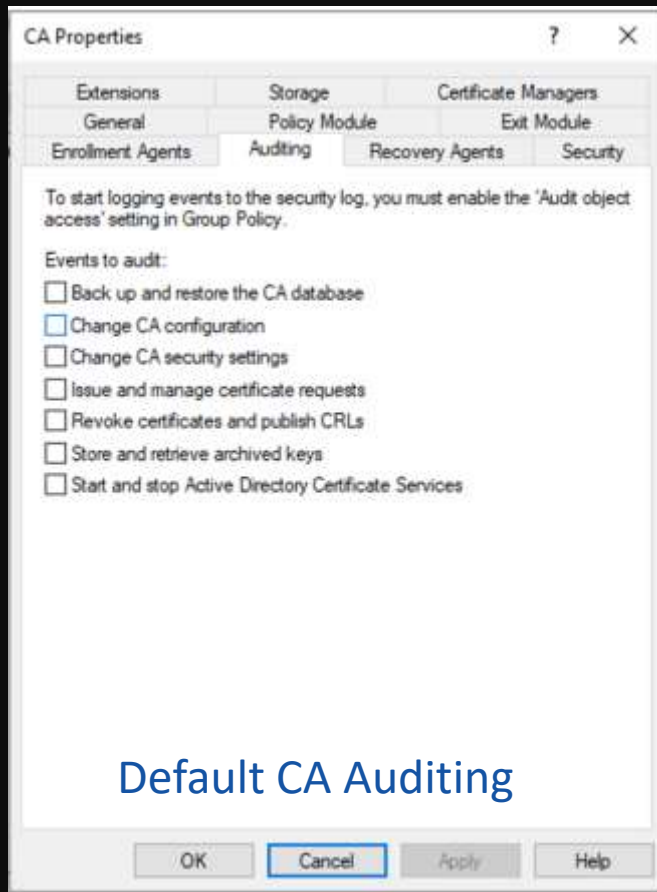 CA Properties ? X
Extensions Storage Certificate Managers
General Policy Module Exit Module
Enrollment Agents Auditing Recovery Agents Security
To start logging events to the security log, you must enable the 'Audit object
access' setting in Group Policy.
Events to audit:
Back up and restore the CA database
Change CA configuration
Change CA security settings
Issue and manage certificate requests
Revoke certificates and publish CRLs
Store and retrieve archived keys
Start and stop Active Directory Certificate Services
Default CA Auditing
OK Cancel Apply Help